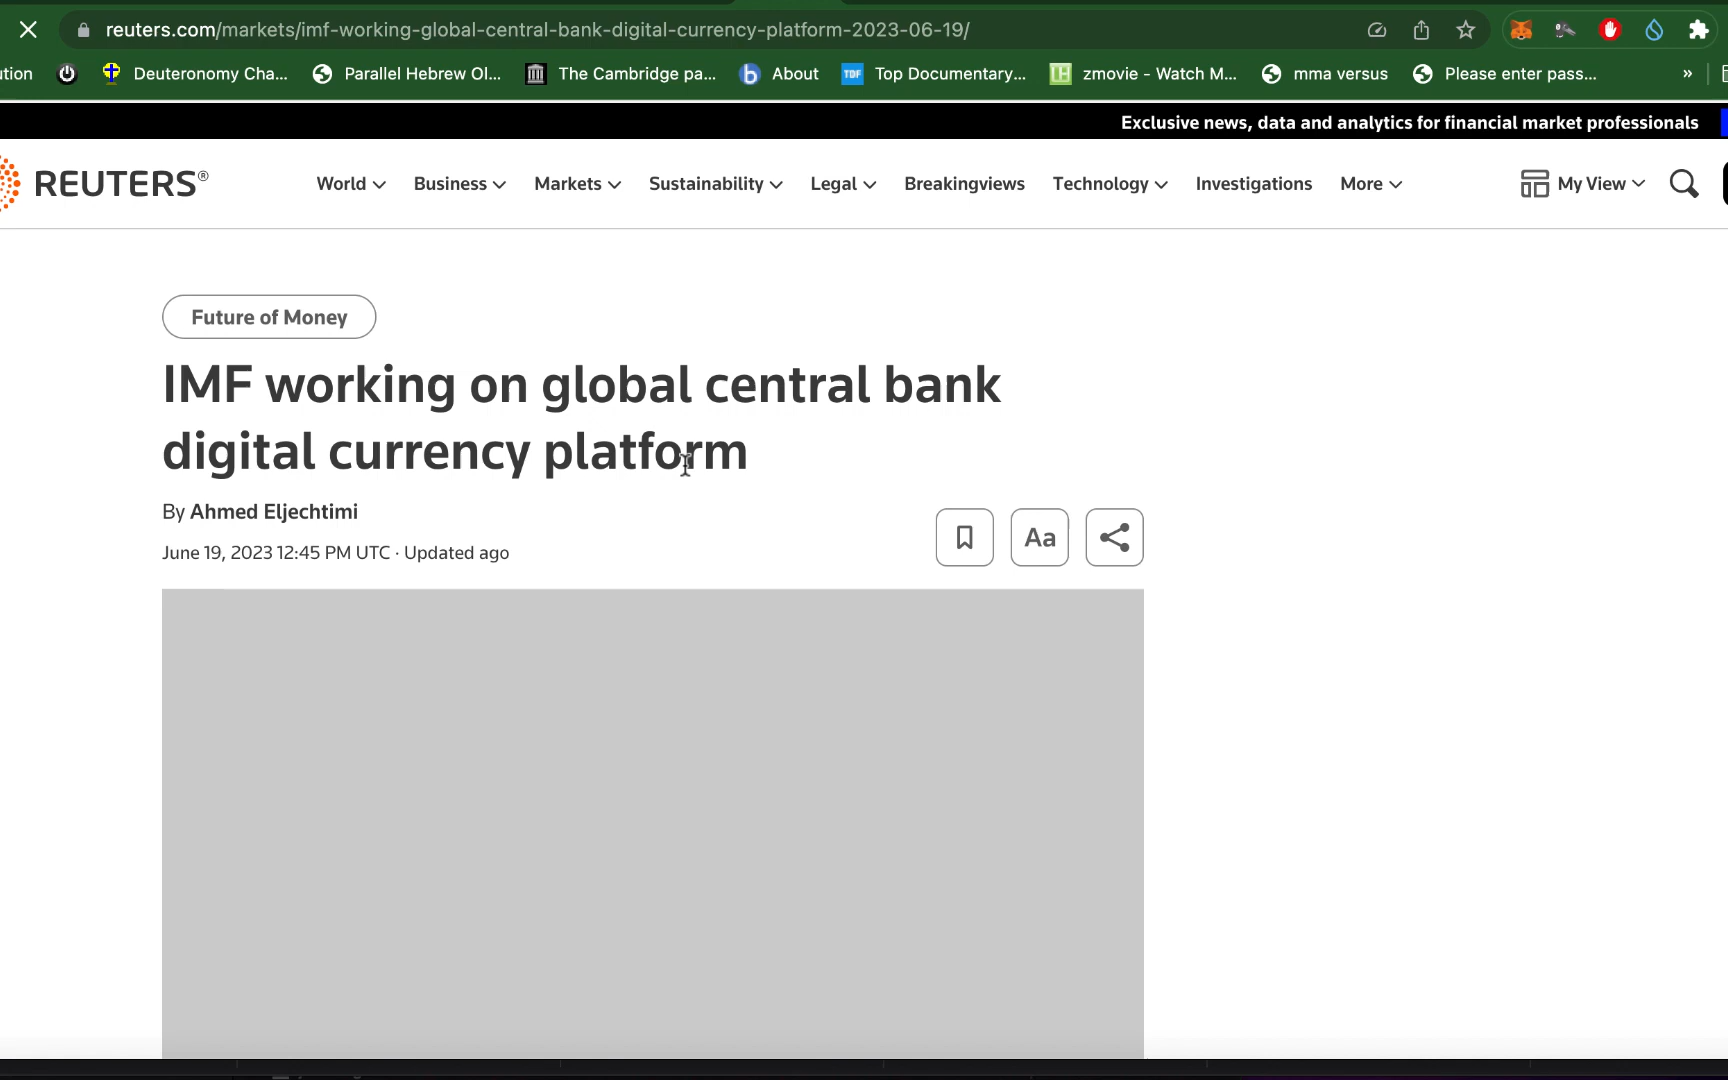 reuters.com/markets/imf-working-global-central-bank-digital-currency-platform-2023-06-19/
ution Deuteronomy Cha... Parallel Hebrew Ol... The Cambridge pa... About TDF Top Documentary... zmovie - Watch M... mma versus Please enter pass... »
Exclusive news, data and analytics for financial market professionals
REUTERS® World Business Markets Sustainability Legal Breakingviews Technology Investigations More My View
Future of Money
IMF working on global central bank
digital currency platform
By Ahmed Eljechtimi
June 19, 2023 12:45 PM UTC · Updated ago
Aa